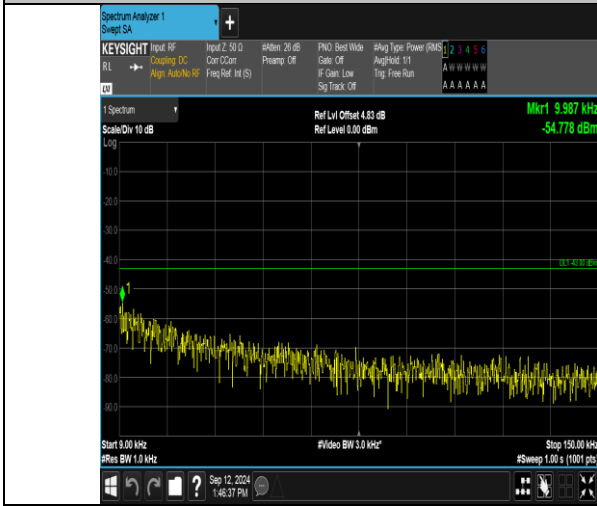 Spectrum Analyzer 1
Swept SA
+
KEYSIGHT Input: RF Input Z: 50 Ω #Atten: 26 dB PNO: Best Wide #Avg Type: Power (RMS 1 2 3 4 5 6
RL Coupling: DC Corr CCorr Preamp: Off Gate: Off Avg|Hold: 1/1 A W W W W W
Align: Auto/No RF Freq Ref: Int (S) IF Gain: Low Trig: Free Run
LXI Sig Track: Off A A A A A A
1 Spectrum
Ref Lvl Offset 4.83 dB Mkr1 9.987 kHz
Scale/Div 10 dB Ref Level 0.00 dBm -54.778 dBm
Log
-10.0
-20.0
-30.0
-40.0
DL1 -43.00 dBm
-50.0
1
-60.0
-70.0
-80.0
-90.0
Start 9.00 kHz #Video BW 3.0 kHz* Stop 150.00 kHz
#Res BW 1.0 kHz #Sweep 1.00 s (1001 pts)
? Sep 12, 2024
1:46:37 PM